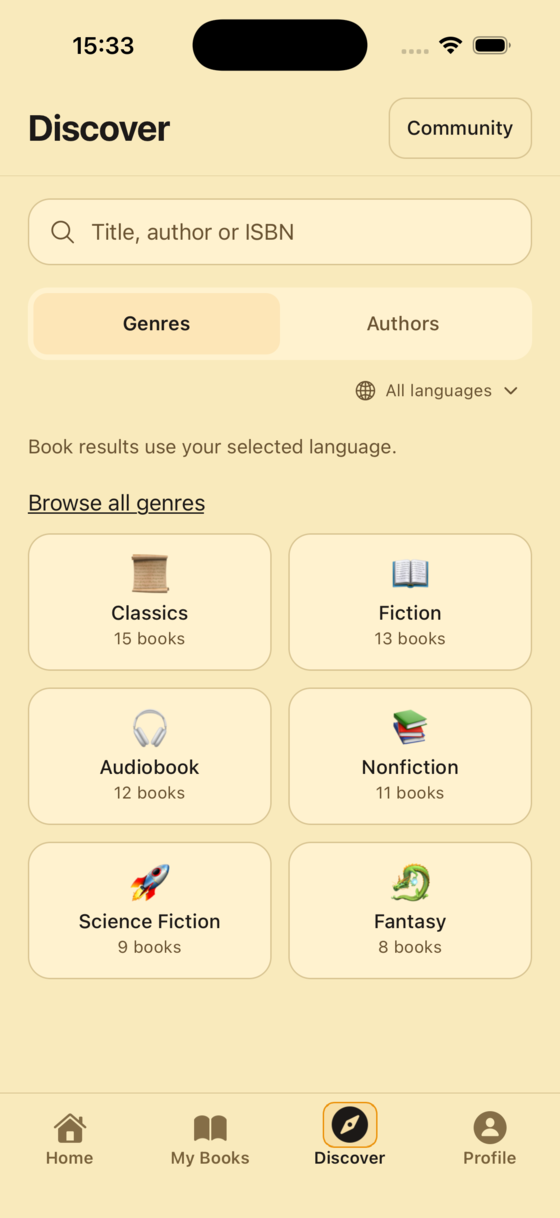 15:33
Discover
Community
Title, author or ISBN
Genres
Authors
All languages
Book results use your selected language.
Browse all genres
Classics
15 books
Fiction
13 books
Audiobook
12 books
Nonfiction
11 books
Science Fiction
9 books
Fantasy
8 books
Home
My Books
Discover
Profile